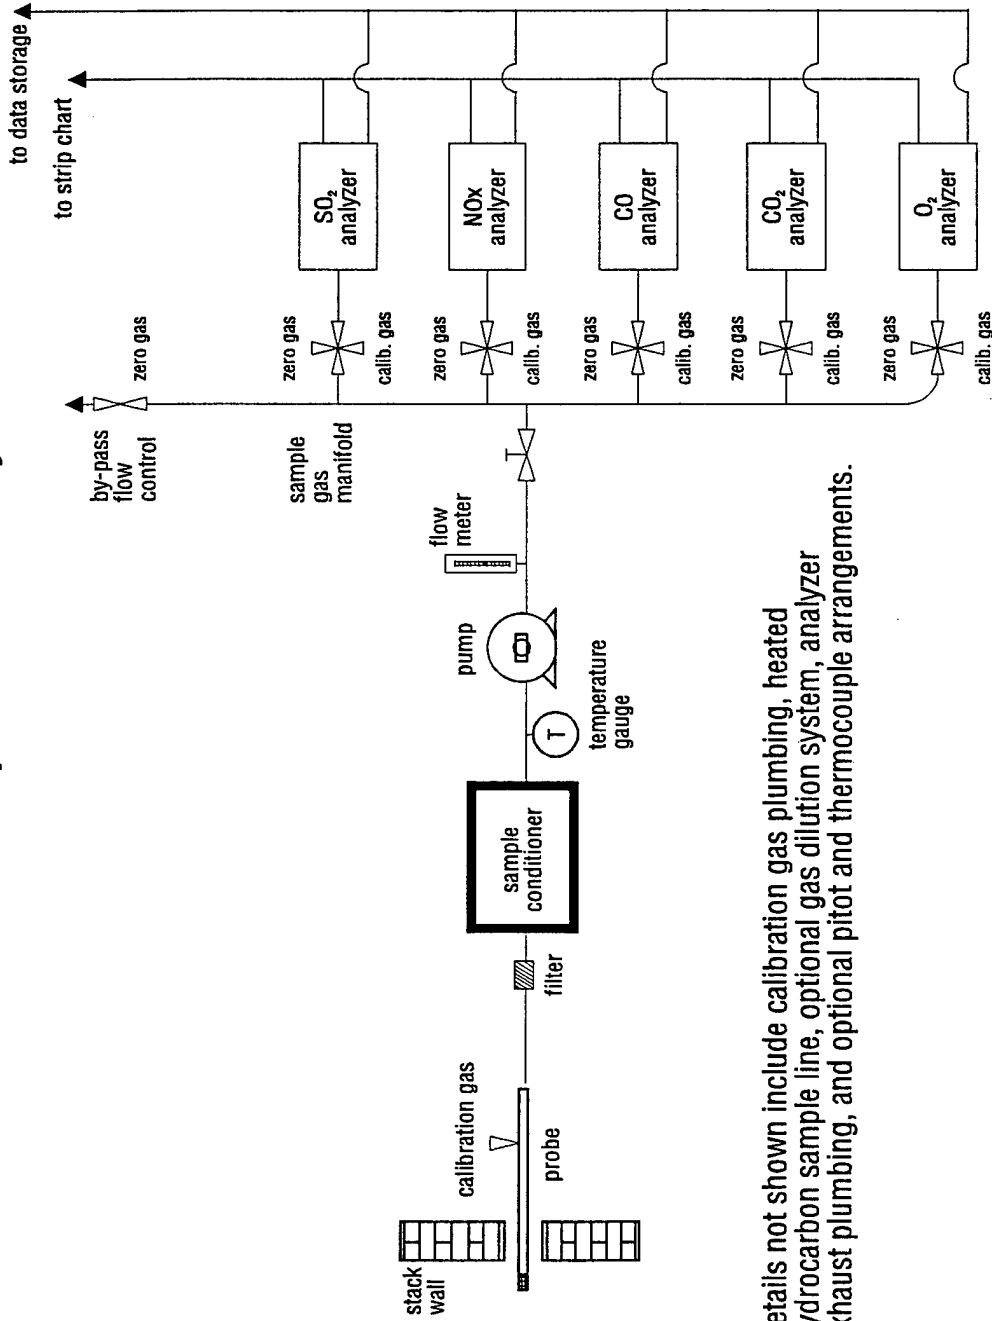 to data storage
to strip chart
SO₂
analyzer
NOx
analyzer
CO
analyzer
CO₂
analyzer
O₂
analyzer
zero gas
zero gas
calib. gas
zero gas
calib. gas
zero gas
calib. gas
zero gas
calib. gas
zero gas
calib. gas
by-pass
flow
control
sample
gas
manifold
flow
meter
pump
T
temperature
gauge
sample
conditioner
filter
calibration gas
probe
stack
wall
etails not shown include calibration gas plumbing, heated
ydrocarbon sample line, optional gas dilution system, analyzer
xhaust plumbing, and optional pitot and thermocouple arrangements.